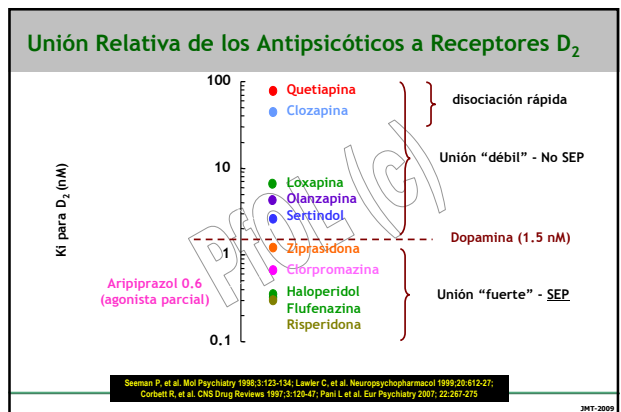 Unión Relativa de los Antipsicóticos a Receptores D2
Ki para D2 (nM)
100
10
1
0.1
Quetiapina
Clozapina
Loxapina
Olanzapina
Sertindol
Ziprasidona
Clorpromazina
Haloperidol
Flufenazina
Risperidona
Aripiprazol 0.6
(agonista parcial)
disociación rápida
Unión “débil” - No SEP
Dopamina (1.5 nM)
Unión “fuerte” - SEP
Prof L (c)
Seeman P, et al. Mol Psychiatry 1998;3:123-134; Lawler C, et al. Neuropsychopharmacol 1999;20:612-27;
Corbett R, et al. CNS Drug Reviews 1997;3:120-47; Pani L et al. Eur Psychiatry 2007; 22:267-275
JMT-2009